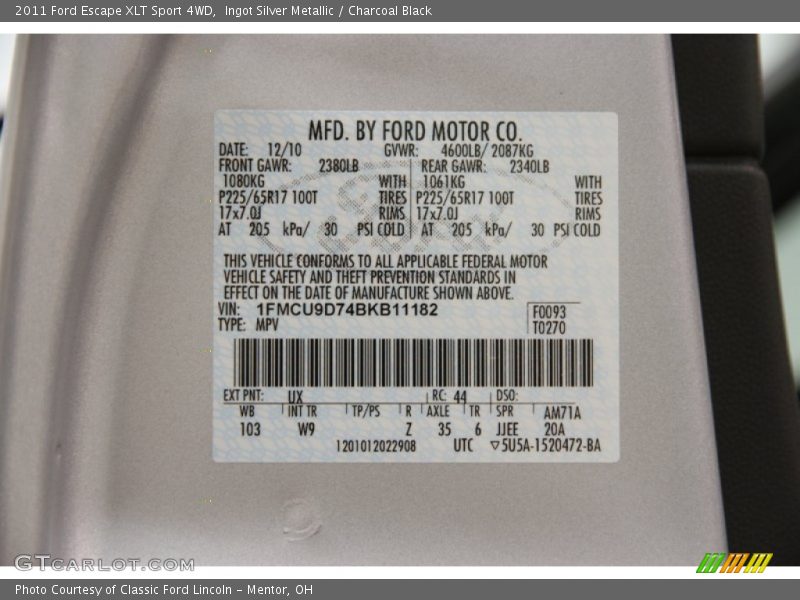 2011 Ford Escape XLT Sport 4WD, Ingot Silver Metallic / Charcoal Black
MFD. BY FORD MOTOR CO.
DATE: 12/10 GVWR: 4600LB/ 2087KG
FRONT GAWR: 2380LB REAR GAWR: 2340LB
1080KG WITH 1061KG WITH
P225/65R17 100T TIRES P225/65R17 100T TIRES
17x7.0J RIMS 17x7.0J RIMS
AT 205 kPa/ 30 PSI COLD AT 205 kPa/ 30 PSI COLD
THIS VEHICLE CONFORMS TO ALL APPLICABLE FEDERAL MOTOR
VEHICLE SAFETY AND THEFT PREVENTION STANDARDS IN
EFFECT ON THE DATE OF MANUFACTURE SHOWN ABOVE.
VIN: 1FMCU9D74BKB11182 F0093
TYPE: MPV T0270
EXT PNT: UX RC: 44 DSO:
WB INT TR TP/PS R AXLE TR SPR AM71A
103 W9 Z 35 6 JJEE 20A
1201012022908 UTC ▽5U5A-1520472-BA
GTCARLOT.COM
Photo Courtesy of Classic Ford Lincoln - Mentor, OH